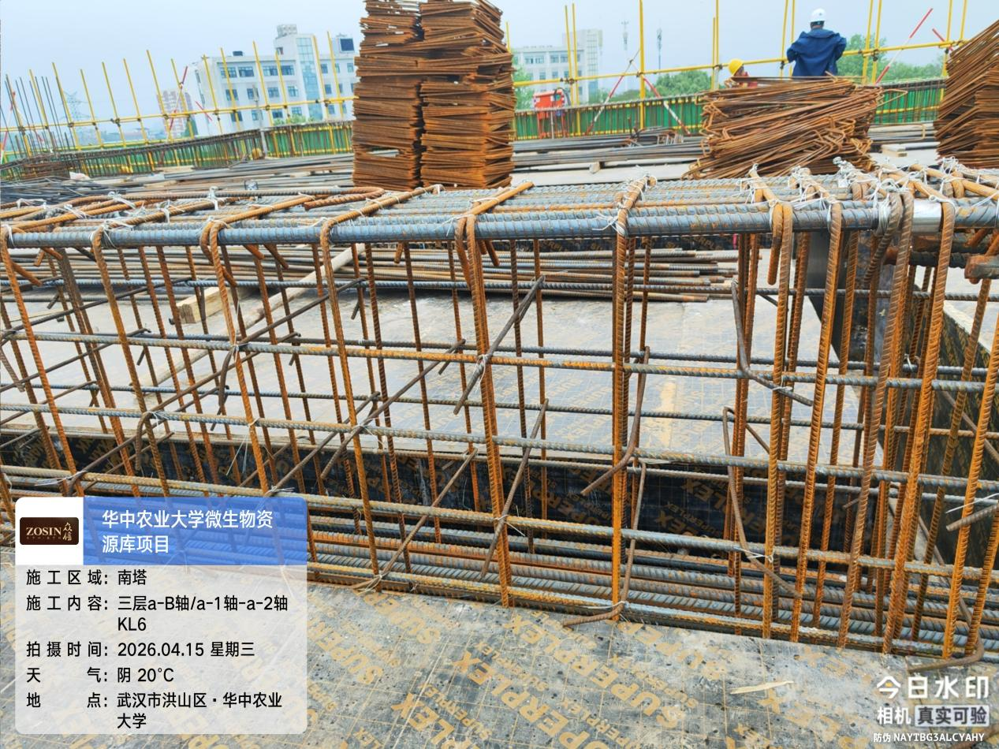 ZOSIN 众信
华中农业大学微生物资
源库项目
施工区域：南塔
施工内容：三层a-B轴/a-1轴-a-2轴
KL6
拍摄时间：2026.04.15 星期三
天气：阴 20°C
地点：武汉市洪山区·华中农业
大学
SUPERPLEX
SUPERPLEX
今日水印
相机 真实可验
防伪 NAYTBG3ALCYAHY